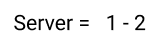 Server = 1 - 2